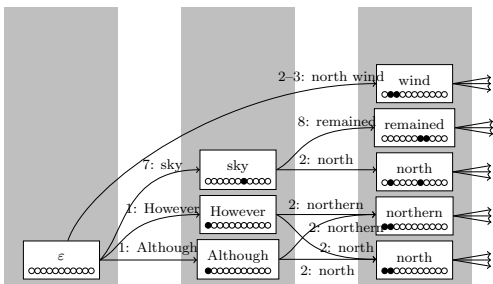 2–3: north wind
wind
8: remained
remained
7: sky
sky
2: north
north
1: However
However
2: northern
northern
2: northern
ε
1: Although
Although
2: north
2: north
north